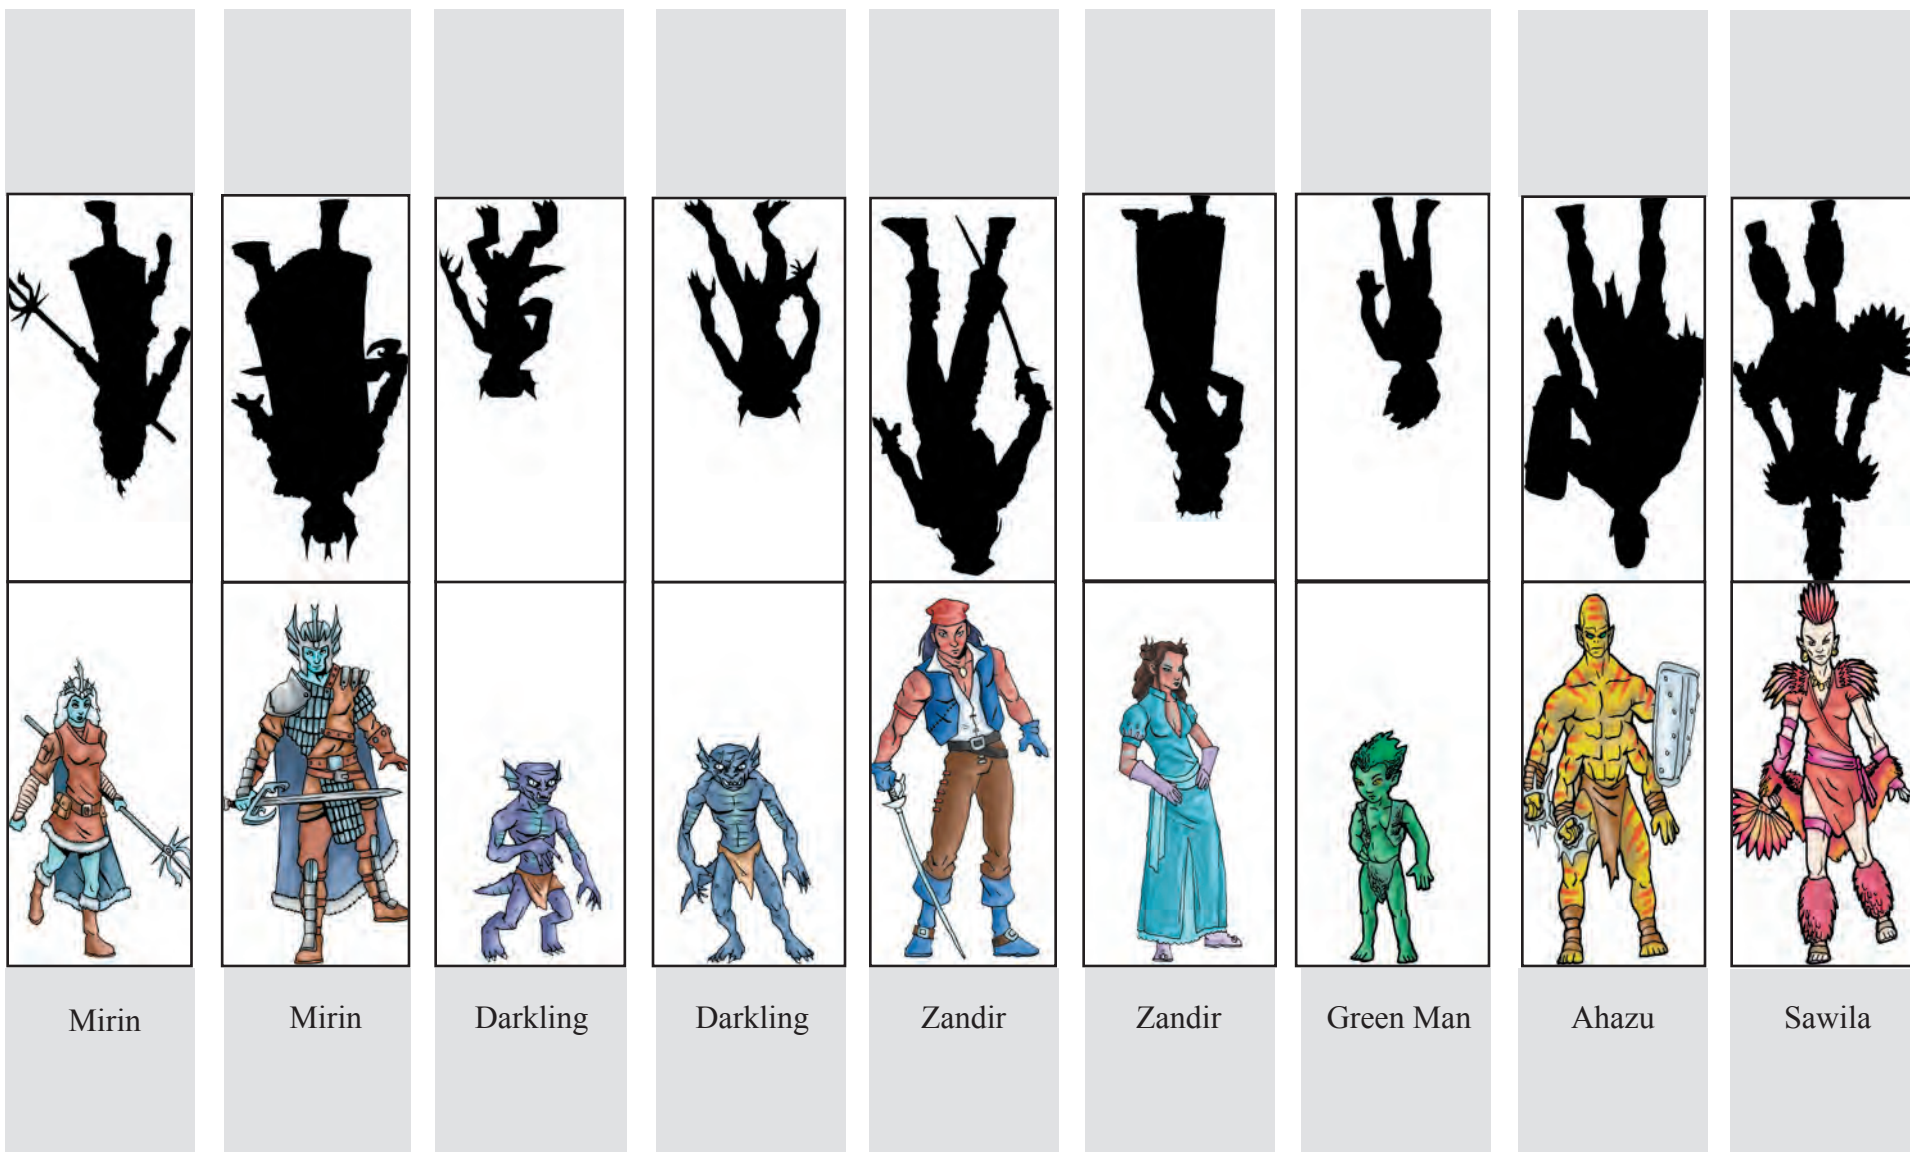 Mirin
Mirin
Darkling
Darkling
Zandir
Zandir
Green Man
Ahazu
Sawila